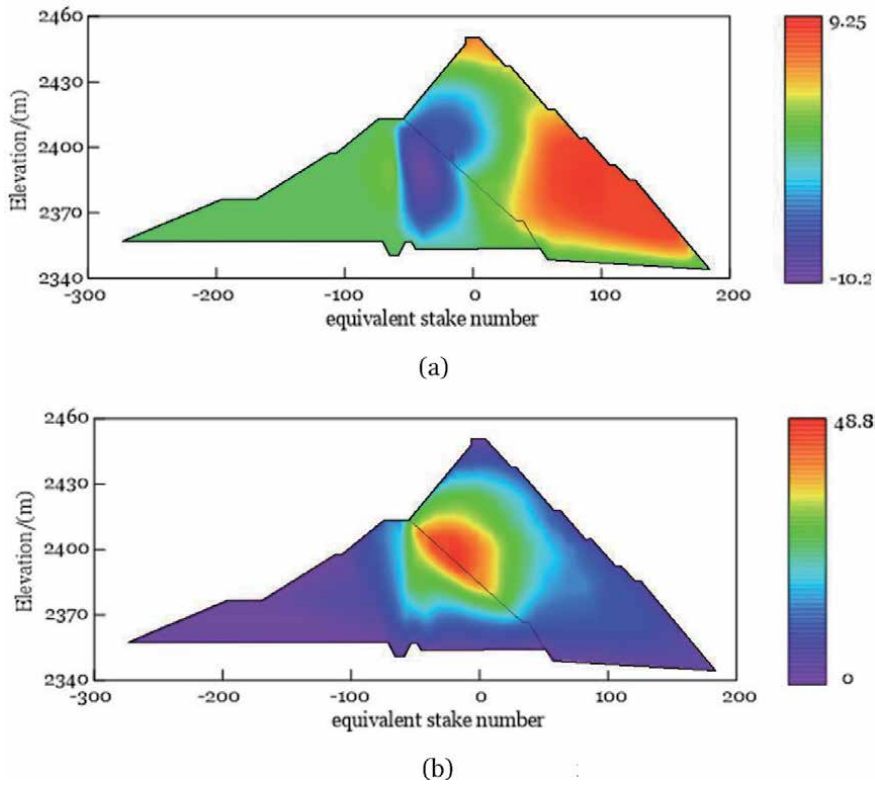 2460
2430
2400
2370
2340
Elevation/(m)
-300 -200 -100 0 100 200
equivalent stake number
9.25
-10.2
(a)
2460
2430
2400
2370
2340
Elevation/(m)
-300 -200 -100 0 100 200
equivalent stake number
48.8
0
(b)